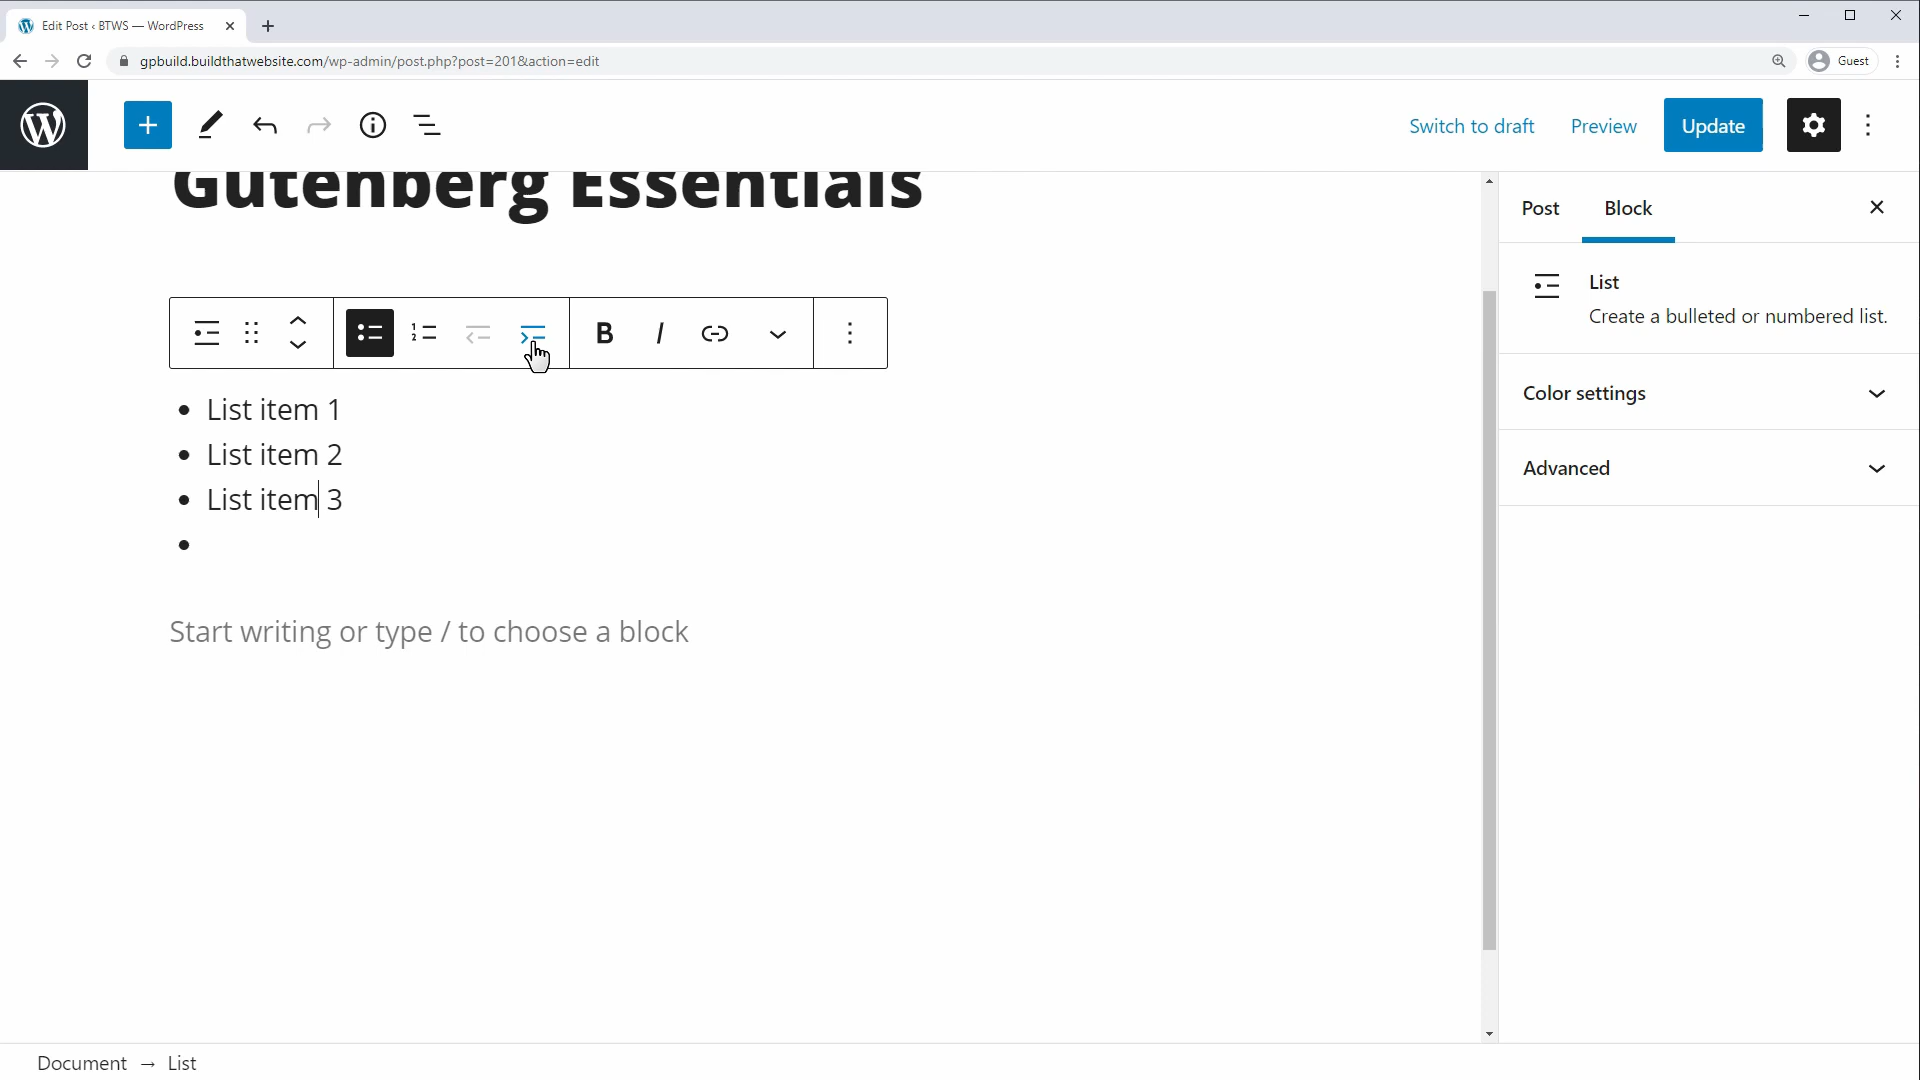 Edit Post ‹ BTWS — WordPress
gpbuild.buildthatwebsite.com/wp-admin/post.php?post=201&action=edit
Guest
Switch to draft
Preview
Update
Gutenberg Essentials
Post
Block
List
Create a bulleted or numbered list.
Color settings
Advanced
B I
• List item 1
• List item 2
• List item 3
•
Start writing or type / to choose a block
Document → List